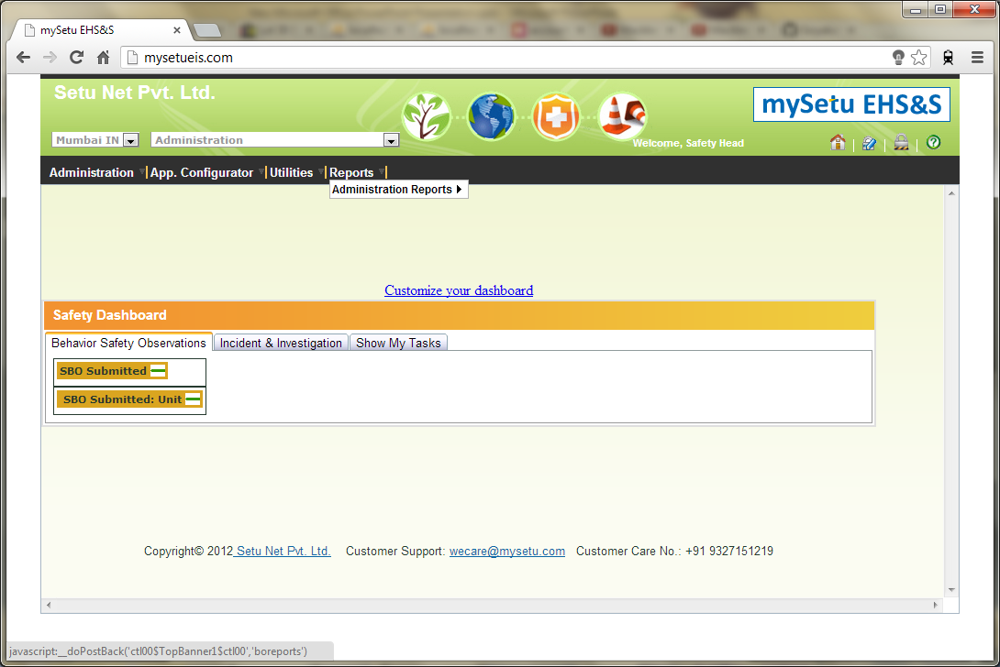 mySetu EHS&S
mysetueis.com
Setu Net Pvt. Ltd.
mySetu EHS&S
Mumbai IN
Administration
Welcome, Safety Head
Administration App. Configurator Utilities Reports
Administration Reports
Customize your dashboard
Safety Dashboard
Behavior Safety Observations Incident & Investigation Show My Tasks
SBO Submitted
SBO Submitted: Unit
Copyright© 2012 Setu Net Pvt. Ltd. Customer Support: wecare@mysetu.com Customer Care No.: +91 9327151219
javascript:__doPostBack('ctl00$TopBanner1$ctl00','boreports')